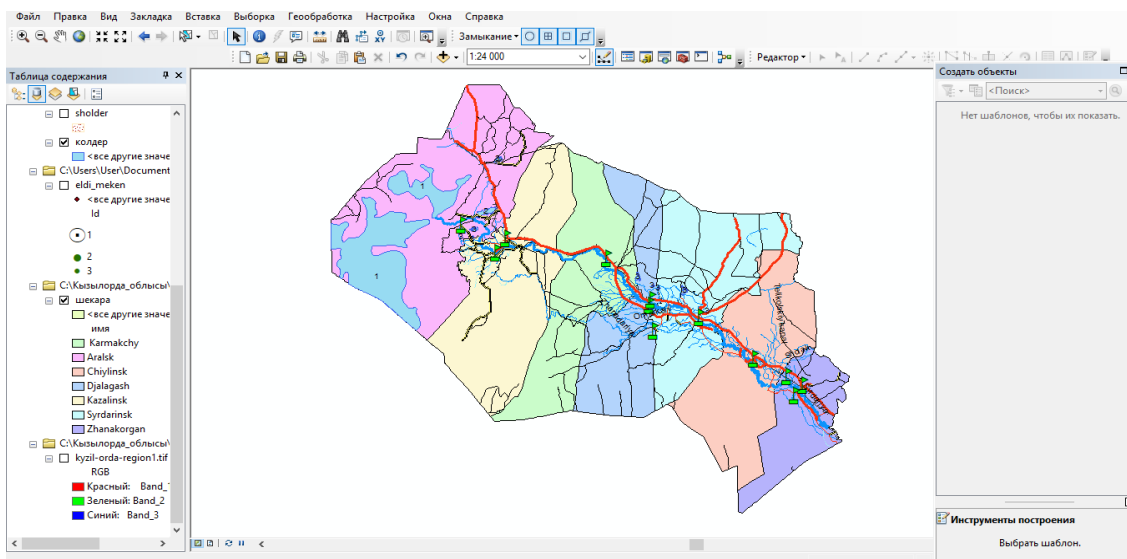 Файл Правка Вид Закладка Вставка Выборка Геообработка Настройка Окна Справка
Замыкание
1:24 000
Редактор
Таблица содержания
Создать объекты
<Поиск>
Нет шаблонов, чтобы их показать.
sholder
колдер
<все другие значе
C:\Users\User\Document
eldi_meken
<все другие значе
Id
1
2
3
C:\Кызылорда_облысы\
шекара
<все другие значе
имя
Karmakchy
Aralsk
Chiylinsk
Djalagash
Kazalinsk
Syrdarinsk
Zhanakorgan
C:\Кызылорда_облысы\
kyzil-orda-region1.tif
RGB
Красный: Band_1
Зеленый: Band_2
Синий: Band_3
1
1
Инструменты построения
Выбрать шаблон.